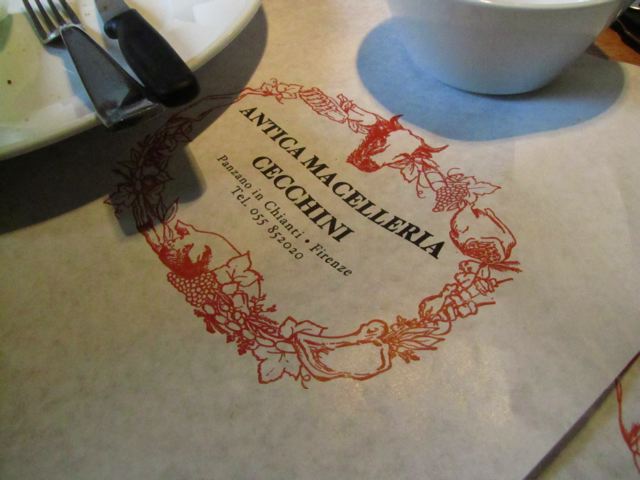 ANTICA MACELLERIA
CECCHINI
Panzano in Chianti • Firenze
Tel. 055 852020